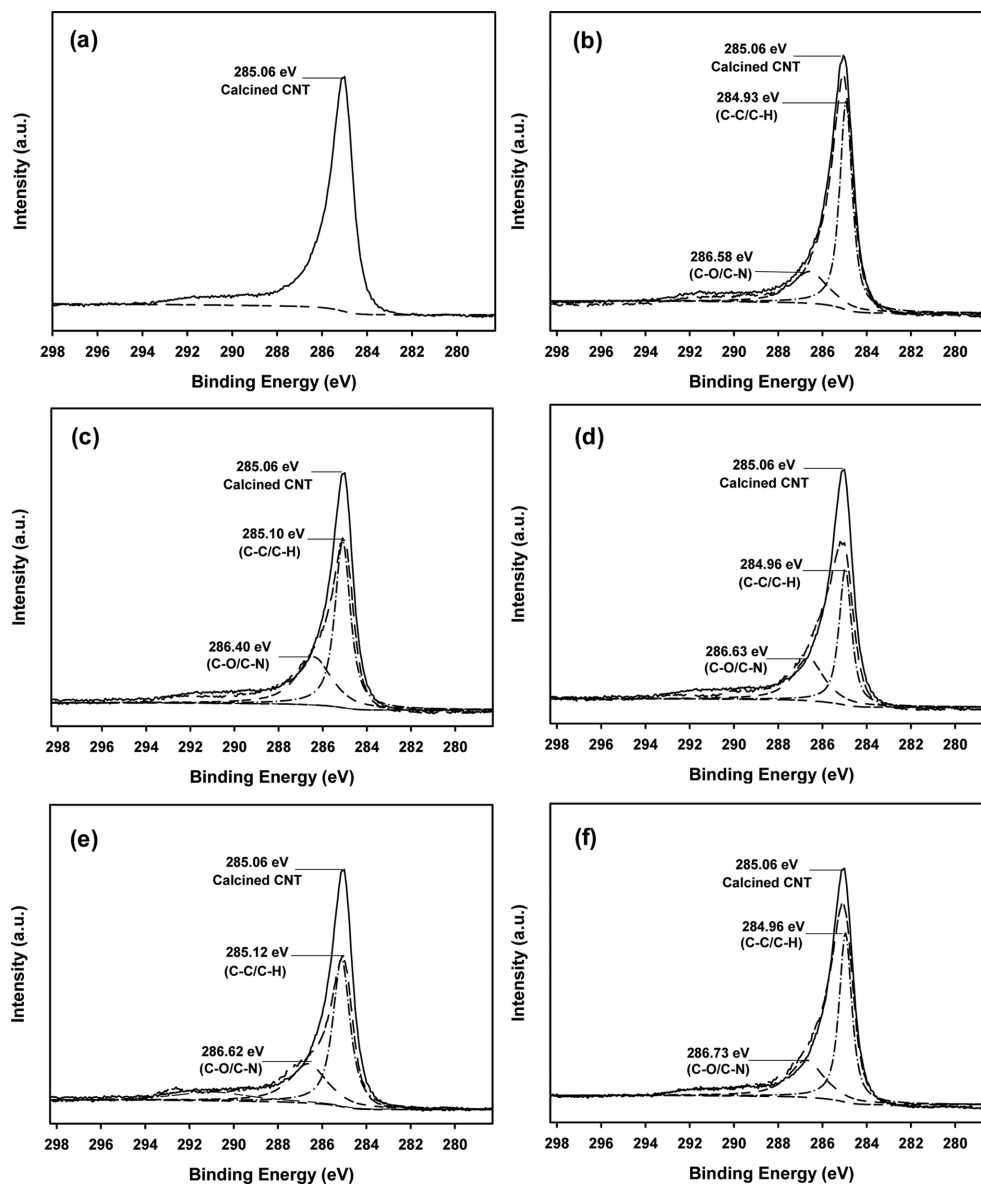 (a)
285.06 eV
Calcined CNT
Intensity (a.u.)
298 296 294 292 290 288 286 284 282 280
Binding Energy (eV)
(b)
285.06 eV
Calcined CNT
284.93 eV
(C-C/C-H)
286.58 eV
(C-O/C-N)
Intensity (a.u.)
298 296 294 292 290 288 286 284 282 280
Binding Energy (eV)
(c)
285.06 eV
Calcined CNT
285.10 eV
(C-C/C-H)
286.40 eV
(C-O/C-N)
Intensity (a.u.)
298 296 294 292 290 288 286 284 282 280
Binding Energy (eV)
(d)
285.06 eV
Calcined CNT
284.96 eV
(C-C/C-H)
286.63 eV
(C-O/C-N)
Intensity (a.u.)
298 296 294 292 290 288 286 284 282 280
Binding Energy (eV)
(e)
285.06 eV
Calcined CNT
285.12 eV
(C-C/C-H)
286.62 eV
(C-O/C-N)
Intensity (a.u.)
298 296 294 292 290 288 286 284 282 280
Binding Energy (eV)
(f)
285.06 eV
Calcined CNT
284.96 eV
(C-C/C-H)
286.73 eV
(C-O/C-N)
Intensity (a.u.)
298 296 294 292 290 288 286 284 282 280
Binding Energy (eV)